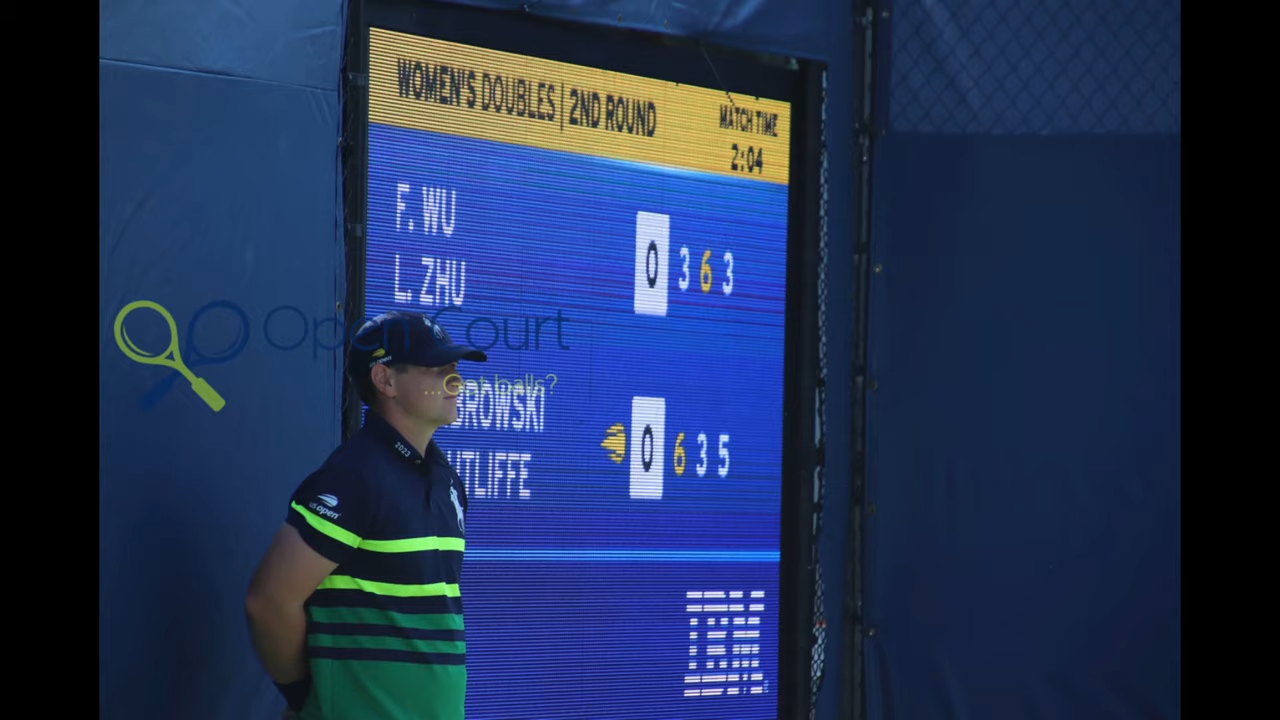 WOMEN'S DOUBLES | 2ND ROUND
MATCH TIME
2:04
F. WU
L. ZHU
0 3 6 3
Open Court
...Got balls?
BROWSKI
UTLIFFE
0 6 3 5
2023
US open
IBM